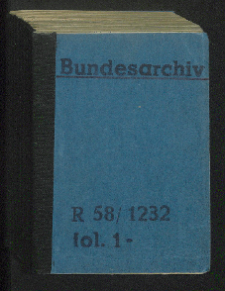 Bundesarchiv
R 58/1232
fol. 1-